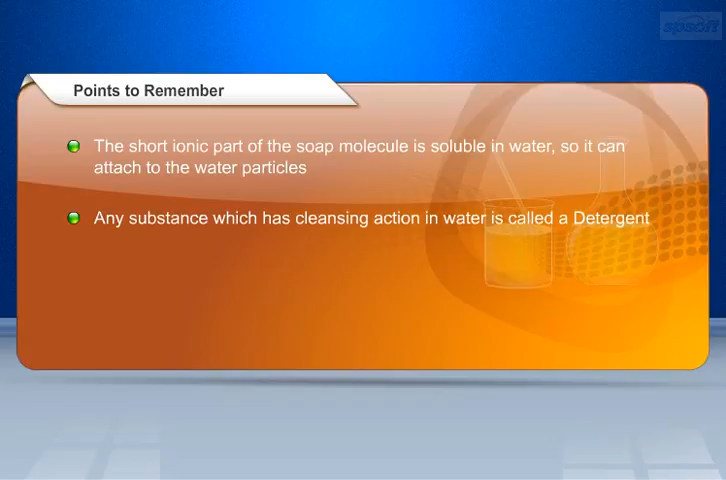 spsoft
Points to Remember
The short ionic part of the soap molecule is soluble in water, so it can
attach to the water particles
Any substance which has cleansing action in water is called a Detergent